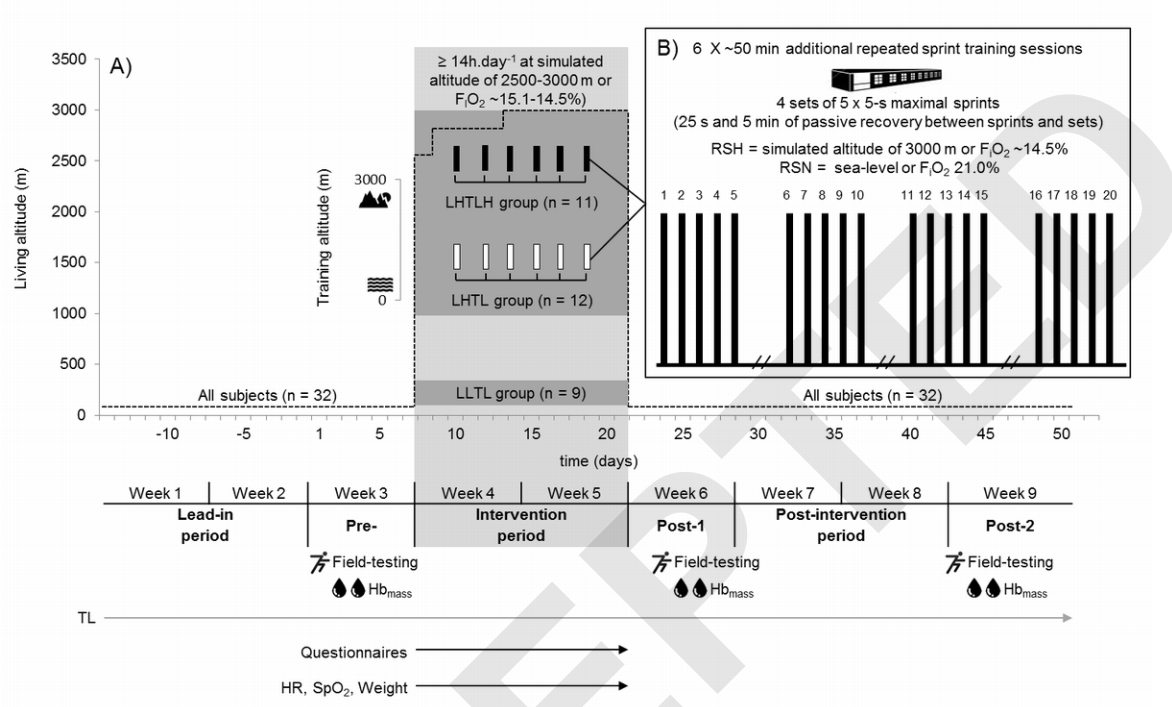 A)
3500
3000
2500
2000
1500
1000
500
0
Living altitude (m)
≥ 14h.day⁻¹ at simulated
altitude of 2500-3000 m or
FᵢO₂ ~15.1-14.5%)
Training altitude (m)
3000
0
LHTLH group (n = 11)
LHTL group (n = 12)
LLTL group (n = 9)
All subjects (n = 32)
All subjects (n = 32)
-10 -5 1 5 10 15 20 25 30 35 40 45 50
time (days)
B) 6 X ~50 min additional repeated sprint training sessions
4 sets of 5 x 5-s maximal sprints
(25 s and 5 min of passive recovery between sprints and sets)
RSH = simulated altitude of 3000 m or FᵢO₂ ~14.5%
RSN = sea-level or FᵢO₂ 21.0%
1 2 3 4 5 6 7 8 9 10 11 12 13 14 15 16 17 18 19 20
Week 1 Week 2 Week 3 Week 4 Week 5 Week 6 Week 7 Week 8 Week 9
Lead-in
period
Pre-
Intervention
period
Post-1
Post-intervention
period
Post-2
Field-testing
Hbmass
Field-testing
Hbmass
Field-testing
Hbmass
TL
Questionnaires
HR, SpO₂, Weight
EPTED